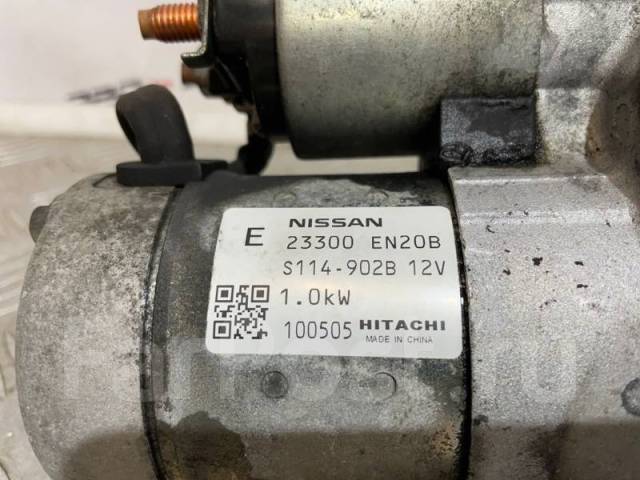 NISSAN
E 23300 EN20B
S114-902B 12V
1.0kW
100505 HITACHI
MADE IN CHINA